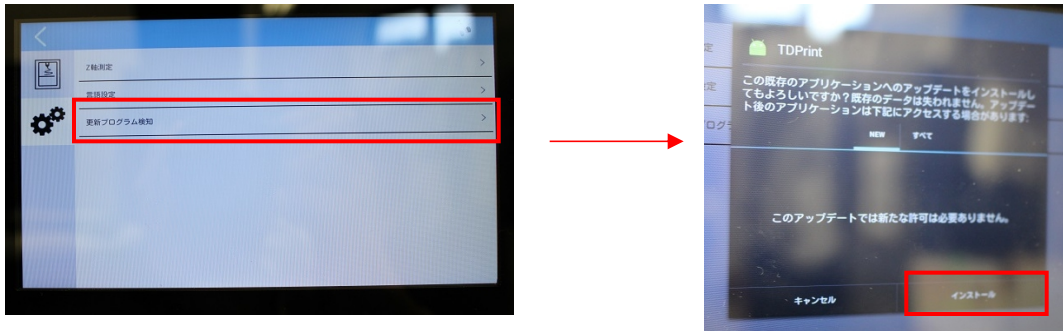 Z軸測定
言語設定
更新プログラム検知
TDPrint
この既存のアプリケーションへのアップデートをインストールし
てもよろしいですか？既存のデータは失われません。アップデー
ト後のアプリケーションは下記にアクセスする場合があります:
NEW すべて
このアップデートでは新たな許可は必要ありません。
キャンセル インストール